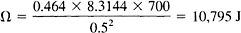 Ω = 0.464 × 8.3144 × 700 / 0.5² = 10,795 J